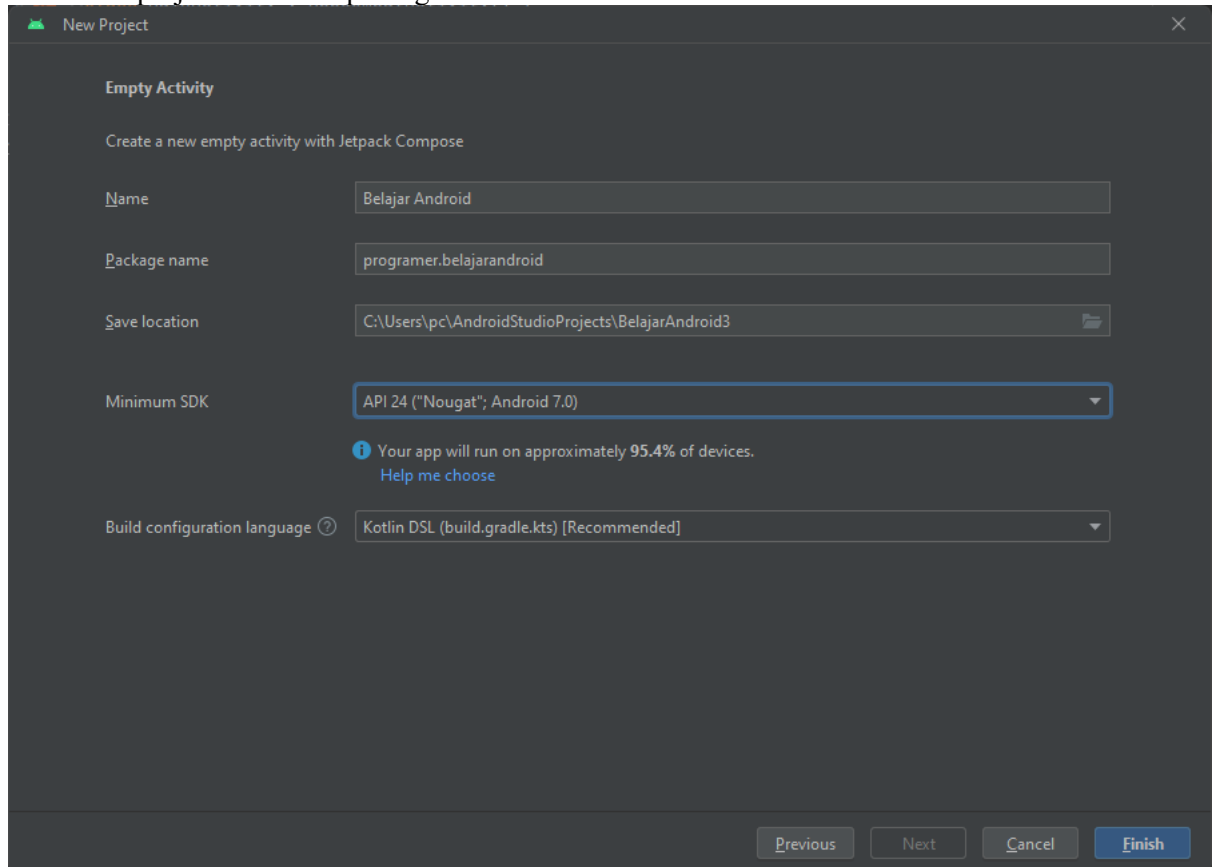 New Project
Empty Activity
Create a new empty activity with Jetpack Compose
Name
Belajar Android
Package name
programer.belajarandroid
Save location
C:\Users\pc\AndroidStudioProjects\BelajarAndroid3
Minimum SDK
API 24 ("Nougat"; Android 7.0)
Your app will run on approximately 95.4% of devices.
Help me choose
Build configuration language
Kotlin DSL (build.gradle.kts) [Recommended]
Previous
Next
Cancel
Finish